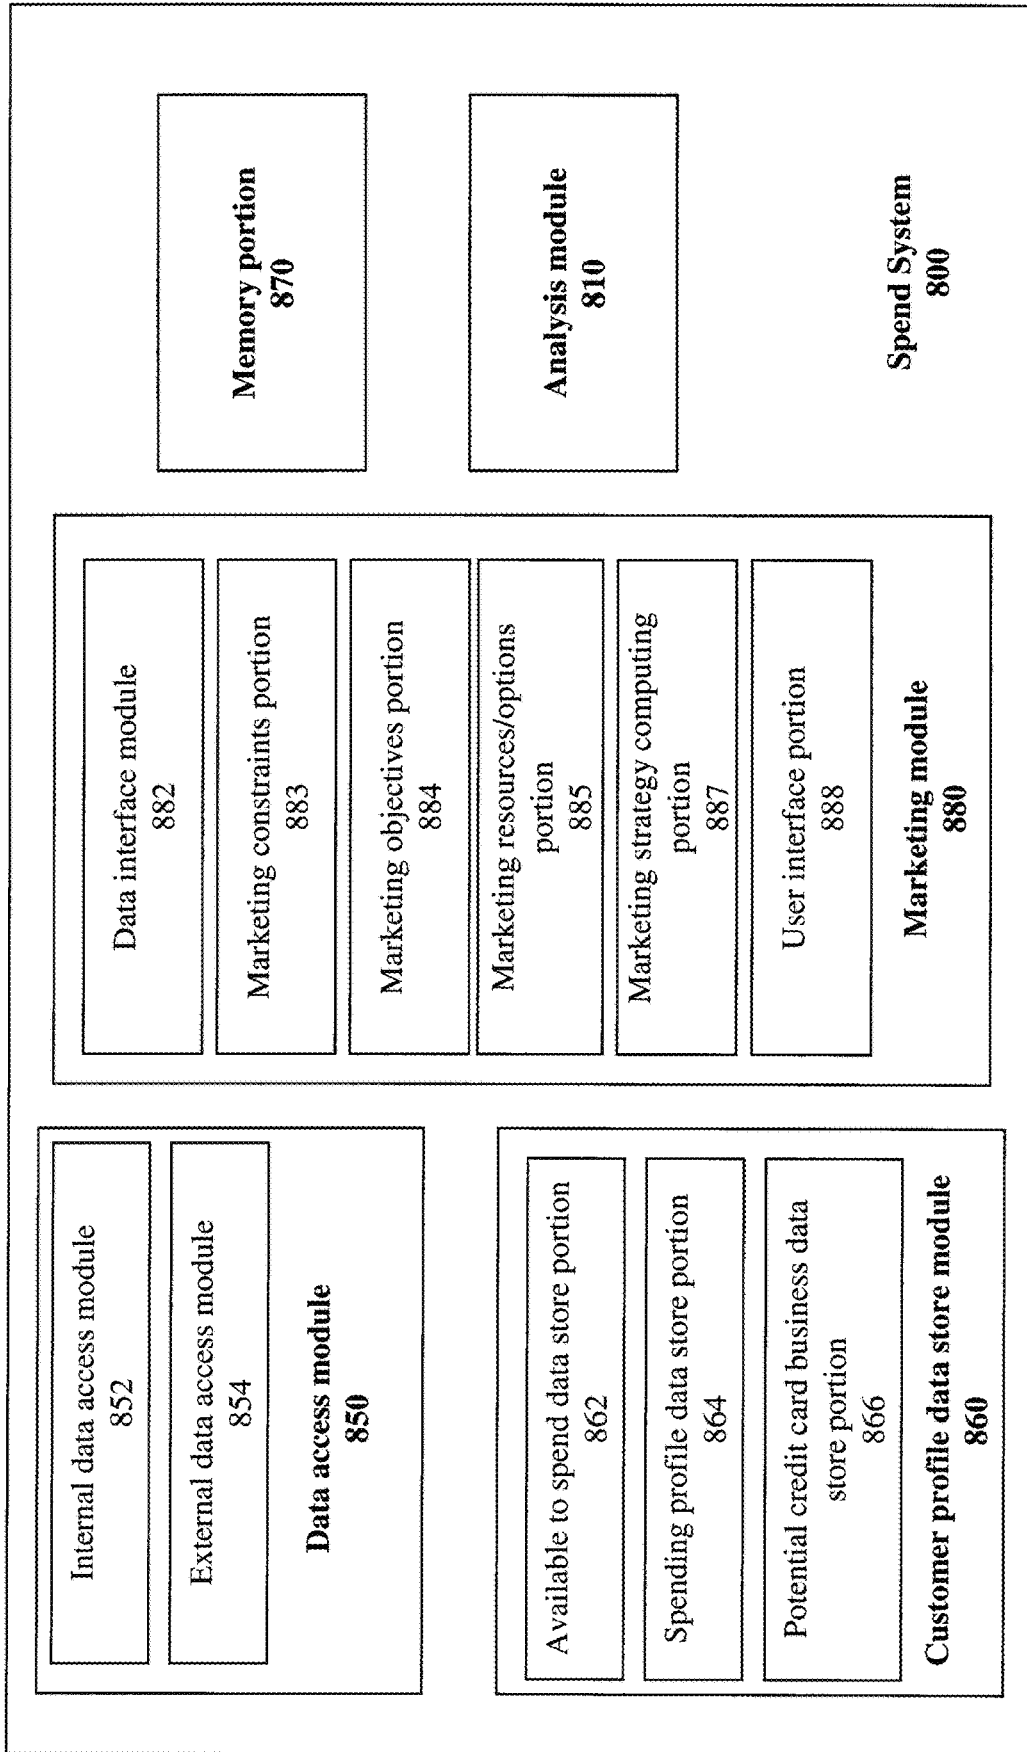 Internal data access module
852
External data access module
854
Data access module
850
Available to spend data store portion
862
Spending profile data store portion
864
Potential credit card business data
store portion
866
Customer profile data store module
860
Data interface module
882
Marketing constraints portion
883
Marketing objectives portion
884
Marketing resources/options
portion
885
Marketing strategy computing
portion
887
User interface portion
888
Marketing module
880
Memory portion
870
Analysis module
810
Spend System
800